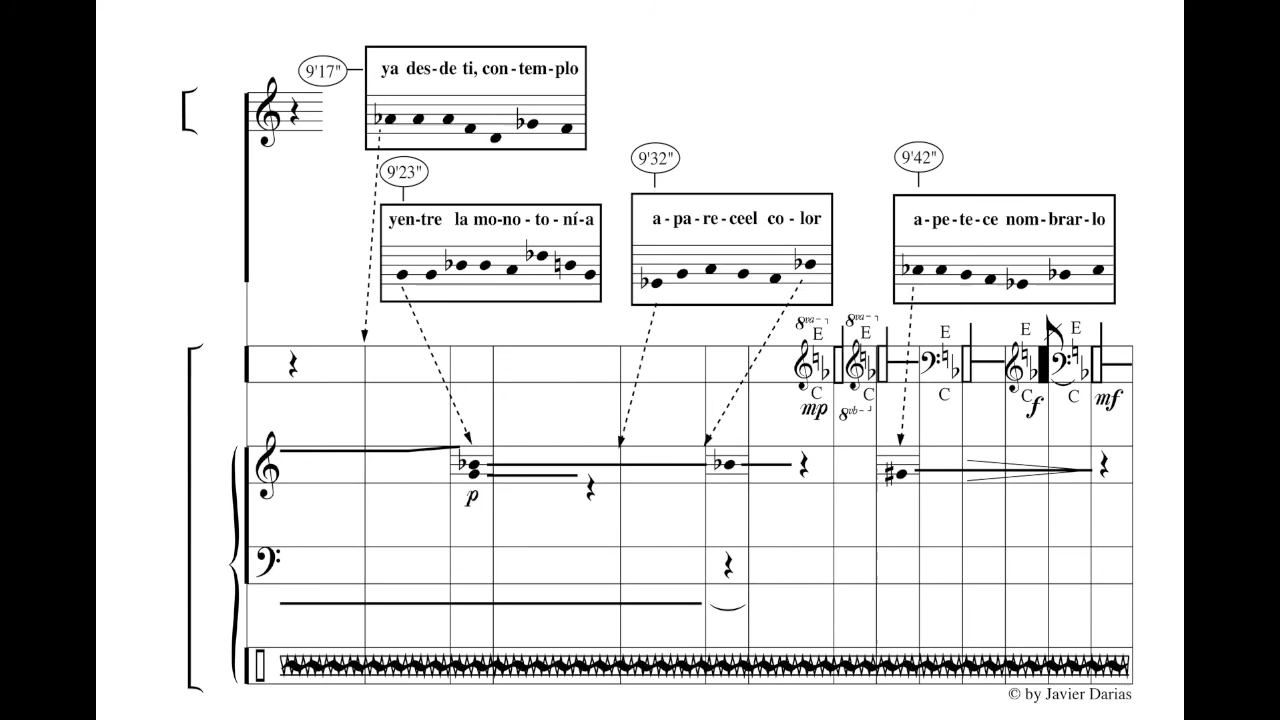 9'17"
ya des-de ti, con-tem-plo
9'23"
yen-tre la mo-no-to-ní-a
9'32"
a-pa-re-ceel co-lor
9'42"
a-pe-te-ce nom-brar-lo
8va 8va
E E E E E
C C C C C
mp 8vb f mf
p
© by Javier Darias